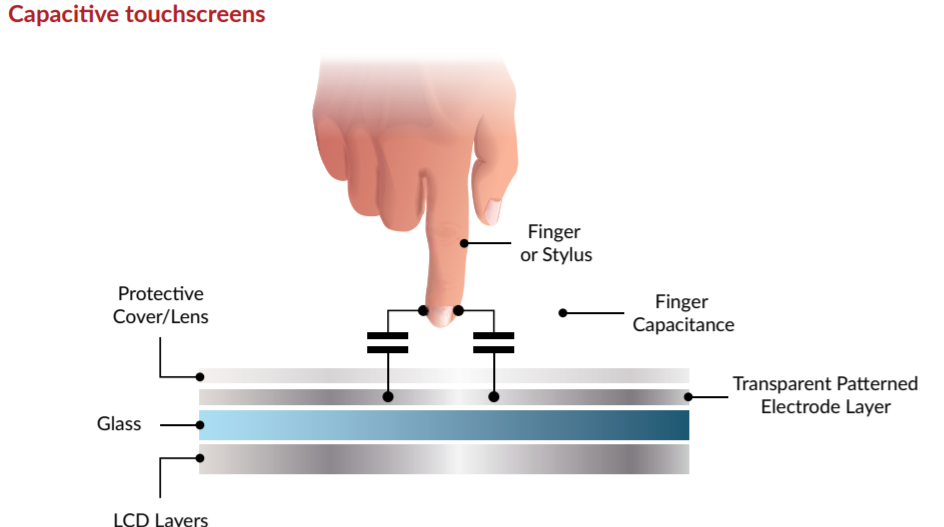 Capacitive touchscreens
Finger
or Stylus
Protective
Cover/Lens
Finger
Capacitance
Transparent Patterned
Electrode Layer
Glass
LCD Layers